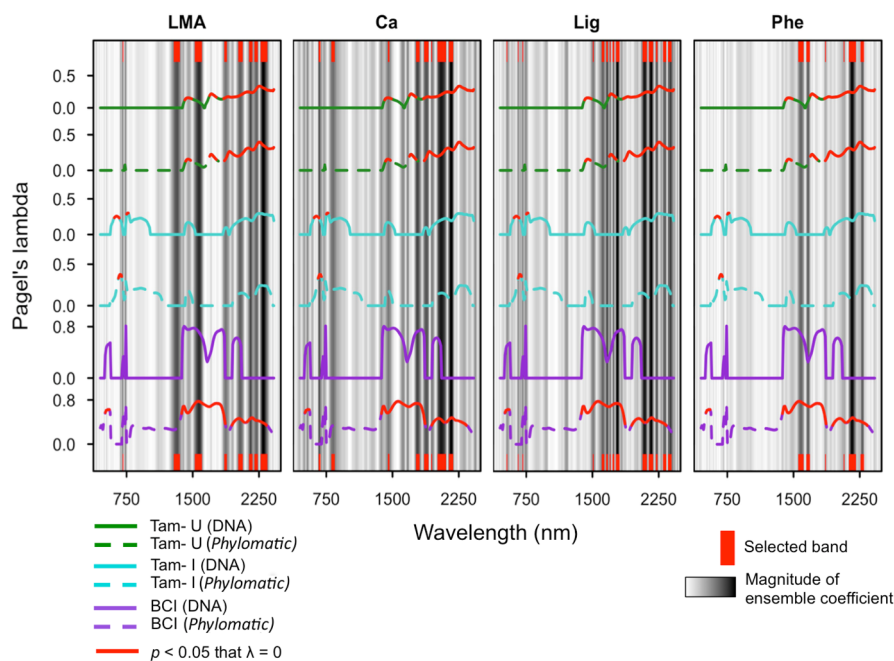 LMA Ca Lig Phe
Pagel's lambda
0.5
0.0
0.5
0.0
0.5
0.0
0.5
0.0
0.8
0.0
0.8
0.0
750 1500 2250 750 1500 2250 750 1500 2250 750 1500 2250
Wavelength (nm)
Tam- U (DNA)
Tam- U (Phylomatic)
Tam- I (DNA)
Tam- I (Phylomatic)
BCI (DNA)
BCI (Phylomatic)
p < 0.05 that λ = 0
Selected band
Magnitude of
ensemble coefficient